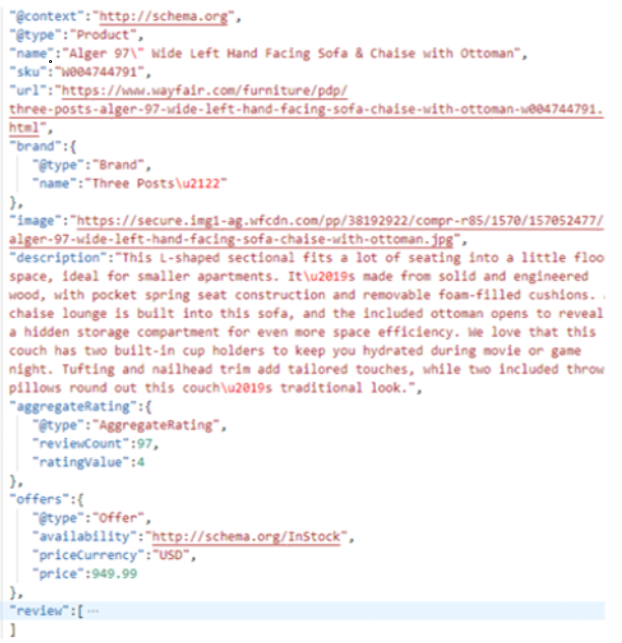 "@context":"http://schema.org",
"@type":"Product",
"name":"Alger 97\" Wide Left Hand Facing Sofa & Chaise with Ottoman",
"sku":"W004744791",
"url":"https://www.wayfair.com/furniture/pdp/
three-posts-alger-97-wide-left-hand-facing-sofa-chaise-with-ottoman-w004744791.
html",
"brand":{
"@type":"Brand",
"name":"Three Posts\u2122"
},
"image":"https://secure.img1-ag.wfcdn.com/pp/38192922/compr-r85/1570/157052477/
alger-97-wide-left-hand-facing-sofa-chaise-with-ottoman.jpg",
"description":"This L-shaped sectional fits a lot of seating into a little floo
space, ideal for smaller apartments. It\u2019s made from solid and engineered
wood, with pocket spring seat construction and removable foam-filled cushions.
chaise lounge is built into this sofa, and the included ottoman opens to reveal
a hidden storage compartment for even more space efficiency. We love that this
couch has two built-in cup holders to keep you hydrated during movie or game
night. Tufting and nailhead trim add tailored touches, while two included throw
pillows round out this couch\u2019s traditional look.",
"aggregateRating":{
"@type":"AggregateRating",
"reviewCount":97,
"ratingValue":4
},
"offers":{
"@type":"Offer",
"availability":"http://schema.org/InStock",
"priceCurrency":"USD",
"price":949.99
},
"review":[ ···
]